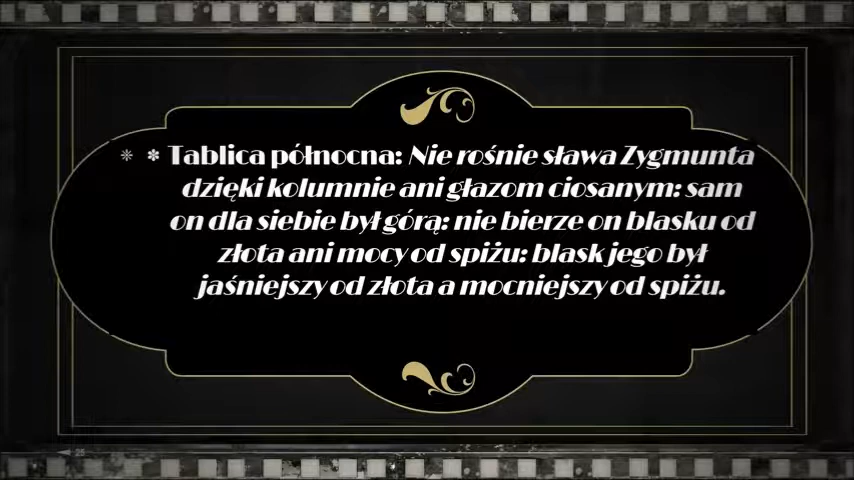 ❈ ✽ Tablica północna: Nie rośnie sława Zygmunta
dzięki kolumnie ani głazom ciosanym: sam
on dla siebie był górą: nie bierze on blasku od
złota ani mocy od spiżu: blask jego był
jaśniejszy od złota a mocniejszy od spiżu.
25